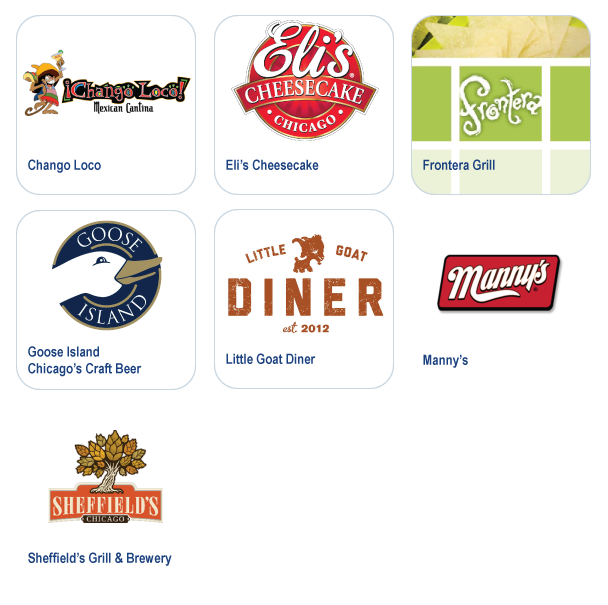 ¡Chango Loco!
Mexican Cantina
Chango Loco
Eli's
CHEESECAKE
• CHICAGO •
Eli's Cheesecake
frontera
Frontera Grill
GOOSE
ISLAND
Goose Island
Chicago's Craft Beer
LITTLE GOAT
DINER
est. 2012
Little Goat Diner
Manny's
Manny's
SHEFFIELD'S
CHICAGO
Sheffield's Grill & Brewery